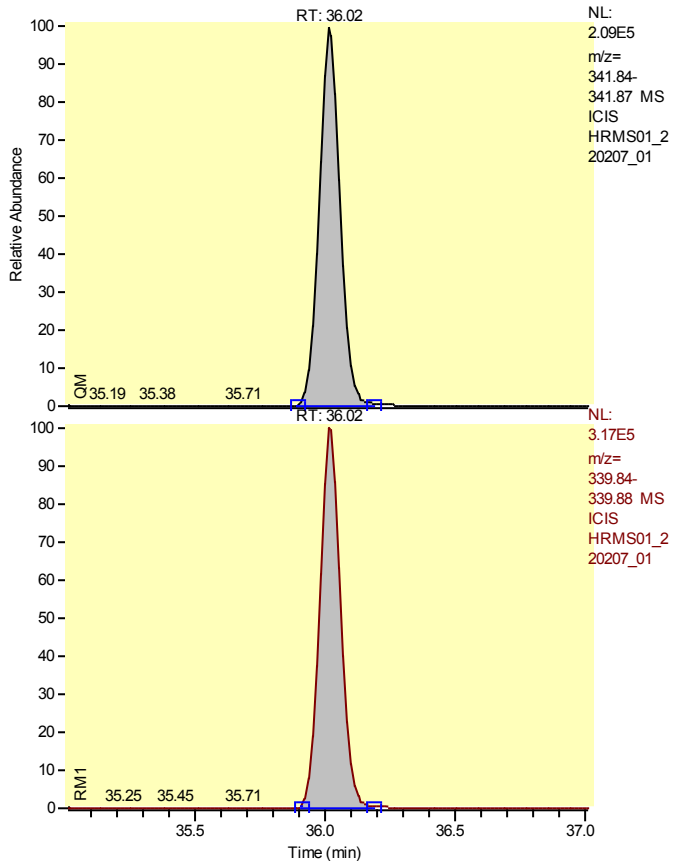 RT: 36.02
NL:
2.09E5
m/z=
341.84-
341.87 MS
ICIS
HRMS01_2
20207_01
100
90
80
70
60
50
40
30
20
10
0
Relative Abundance
QM
35.19 35.38 35.71
RT: 36.02
NL:
3.17E5
m/z=
339.84-
339.88 MS
ICIS
HRMS01_2
20207_01
100
90
80
70
60
50
40
30
20
10
0
RM1
35.25 35.45 35.71
35.5 36.0 36.5 37.0
Time (min)